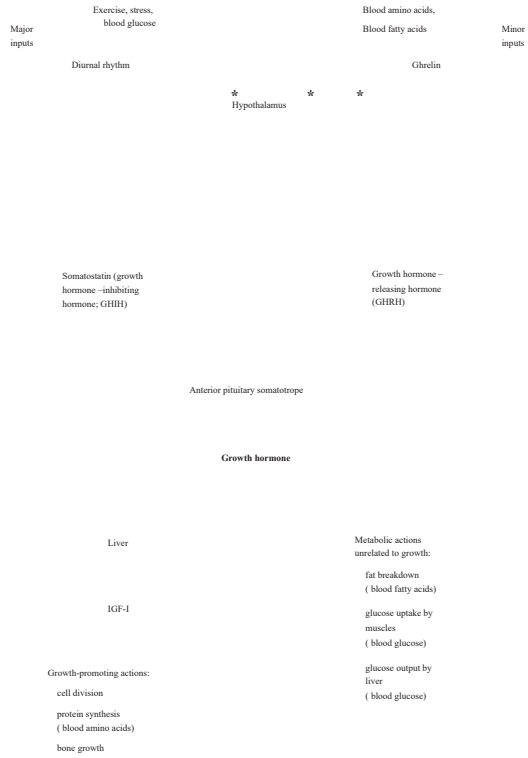 Exercise, stress,
blood glucose
Blood amino acids,
Blood fatty acids
Major
inputs
Minor
inputs
Diurnal rhythm
Ghrelin
* * *
Hypothalamus
Somatostatin (growth
hormone –inhibiting
hormone; GHIH)
Growth hormone –
releasing hormone
(GHRH)
Anterior pituitary somatotrope
Growth hormone
Liver
IGF-I
Growth-promoting actions:
cell division
protein synthesis
( blood amino acids)
bone growth
Metabolic actions
unrelated to growth:
fat breakdown
( blood fatty acids)
glucose uptake by
muscles
( blood glucose)
glucose output by
liver
( blood glucose)